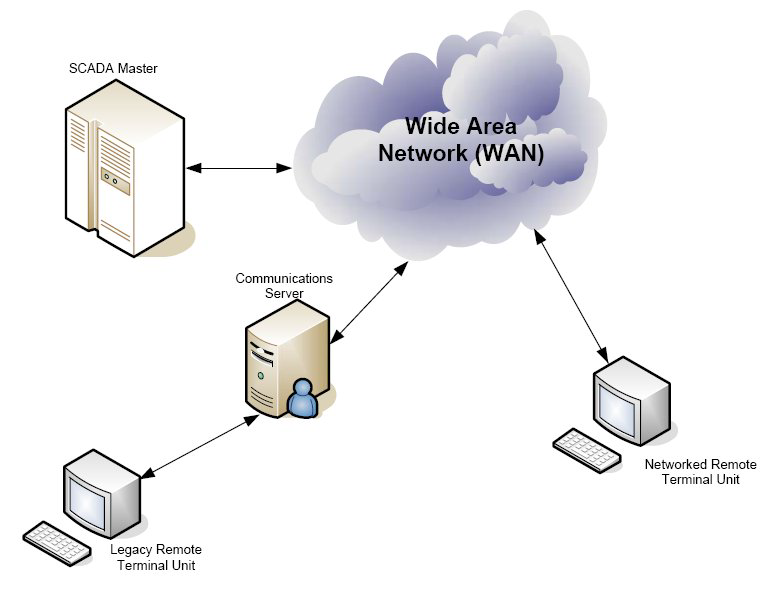 SCADA Master
Wide Area
Network (WAN)
Communications
Server
Networked Remote
Terminal Unit
Legacy Remote
Terminal Unit